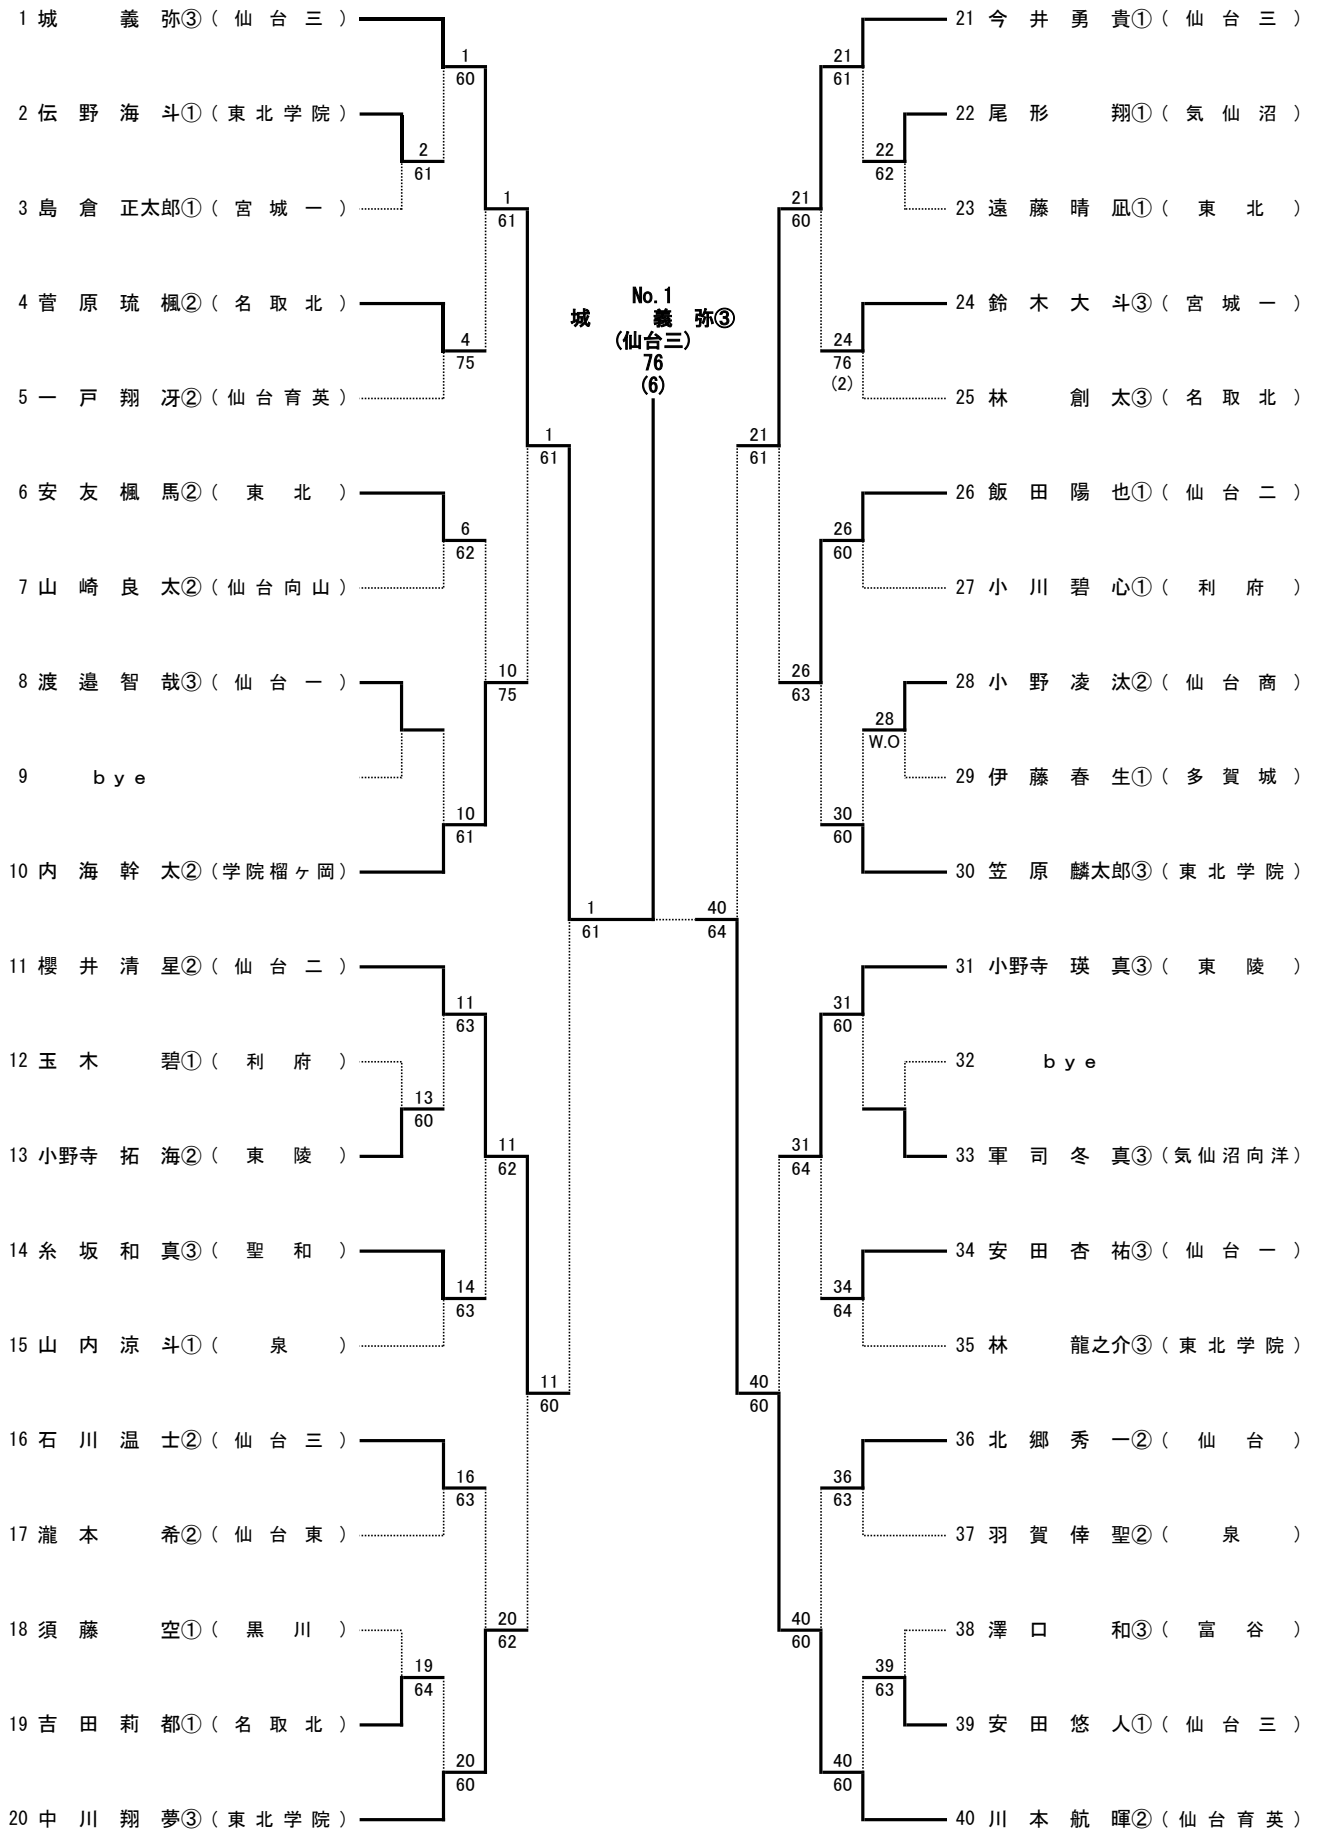 1 城 義 弥③ ( 仙 台 三 )
1
60
2 伝 野 海 斗① ( 東 北 学 院 )
2
61
3 島 倉 正太郎① ( 宮 城 一 )
1
61
4 菅 原 琉 楓② ( 名 取 北 )
4
75
5 一 戸 翔 冴② ( 仙 台 育 英 )
1
61
6 安 友 楓 馬② ( 東 北 )
6
62
7 山 崎 良 太② ( 仙 台 向 山 )
10
75
8 渡 邉 智 哉③ ( 仙 台 一 )
9 ｂｙｅ
10
61
10 内 海 幹 太② (学 院 榴 ヶ 岡)
1
61
11 櫻 井 清 星② ( 仙 台 二 )
11
63
12 玉 木 碧① ( 利 府 )
13
60
13 小野寺 拓 海② ( 東 陵 )
11
62
14 糸 坂 和 真③ ( 聖 和 )
14
63
15 山 内 涼 斗① ( 泉 )
11
60
16 石 川 温 士② ( 仙 台 三 )
16
63
17 瀧 本 希② ( 仙 台 東 )
20
62
18 須 藤 空① ( 黒 川 )
19
64
19 吉 田 莉 都① ( 名 取 北 )
20
60
20 中 川 翔 夢③ ( 東 北 学 院 )
No.1
城 義 弥③
(仙台三)
76
(6)
21 今 井 勇 貴① ( 仙 台 三 )
21
61
22 尾 形 翔① ( 気 仙 沼 )
22
62
23 遠 藤 晴 凪① ( 東 北 )
21
60
24 鈴 木 大 斗③ ( 宮 城 一 )
24
76
(2)
25 林 創 太③ ( 名 取 北 )
21
61
26 飯 田 陽 也① ( 仙 台 二 )
26
60
27 小 川 碧 心① ( 利 府 )
26
63
28 小 野 凌 汰② ( 仙 台 商 )
28
W.O
29 伊 藤 春 生① ( 多 賀 城 )
30
60
30 笠 原 麟太郎③ ( 東 北 学 院 )
40
64
31 小野寺 瑛 真③ ( 東 陵 )
31
60
32 ｂｙｅ
33 軍 司 冬 真③ (気 仙 沼 向 洋)
31
64
34 安 田 杏 祐③ ( 仙 台 一 )
34
64
35 林 龍之介③ ( 東 北 学 院 )
40
60
36 北 郷 秀 一② ( 仙 台 )
36
63
37 羽 賀 倖 聖② ( 泉 )
40
60
38 澤 口 和③ ( 富 谷 )
39
63
39 安 田 悠 人① ( 仙 台 三 )
40
60
40 川 本 航 暉② ( 仙 台 育 英 )